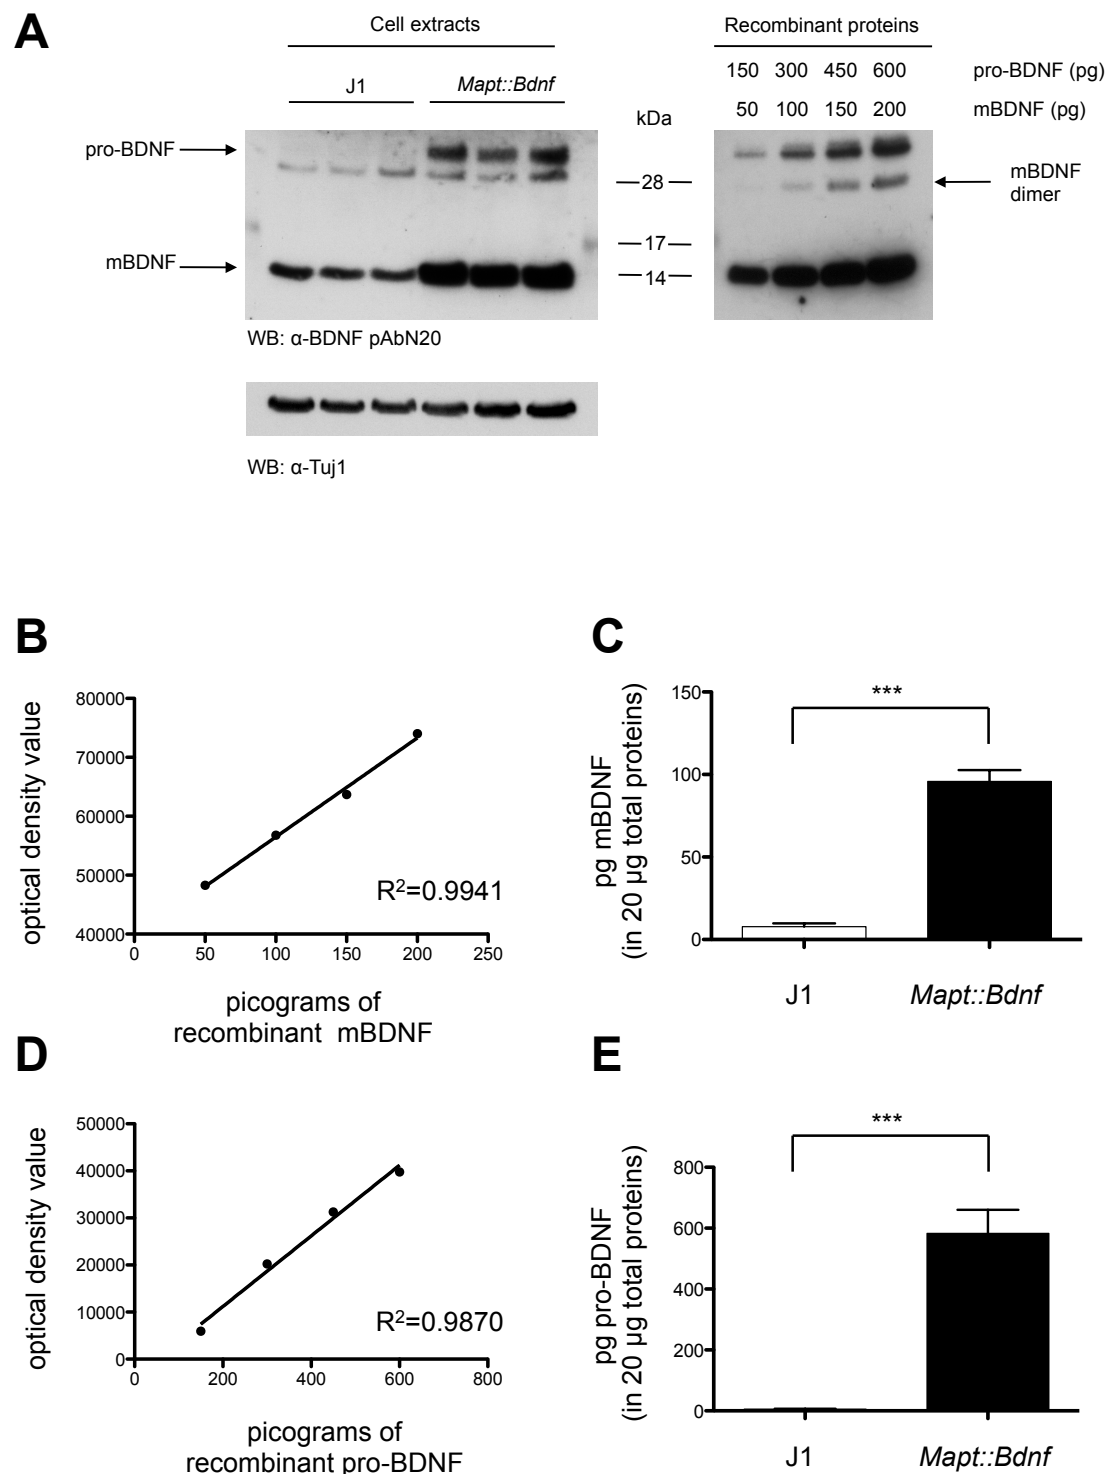 A
Cell extracts
Recombinant proteins
J1
Mapt::Bdnf
150 300 450 600 pro-BDNF (pg)
50 100 150 200 mBDNF (pg)
kDa
pro-BDNF
28
mBDNF
dimer
17
mBDNF
14
WB: α-BDNF pAbN20
WB: α-Tuj1
B
optical density value
80000
70000
60000
50000
40000
0 50 100 150 200 250
R²=0.9941
picograms of
recombinant mBDNF
C
pg mBDNF
(in 20 µg total proteins)
150
100
50
0
***
J1
Mapt::Bdnf
D
optical density value
50000
40000
30000
20000
10000
0
0 200 400 600 800
R²=0.9870
picograms of
recombinant pro-BDNF
E
pg pro-BDNF
(in 20 µg total proteins)
800
600
400
200
0
***
J1
Mapt::Bdnf